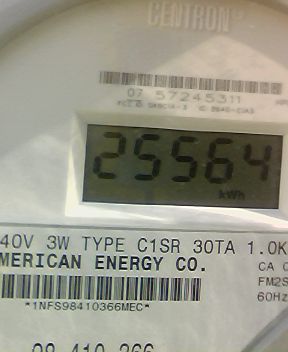 CENTRON
07 57245311
25564
kWh
40V 3W TYPE C1SR 30TA 1.0K
MERICAN ENERGY CO.
CA
FM2S
60Hz
*1NFS98410366MEC*
98 410 366